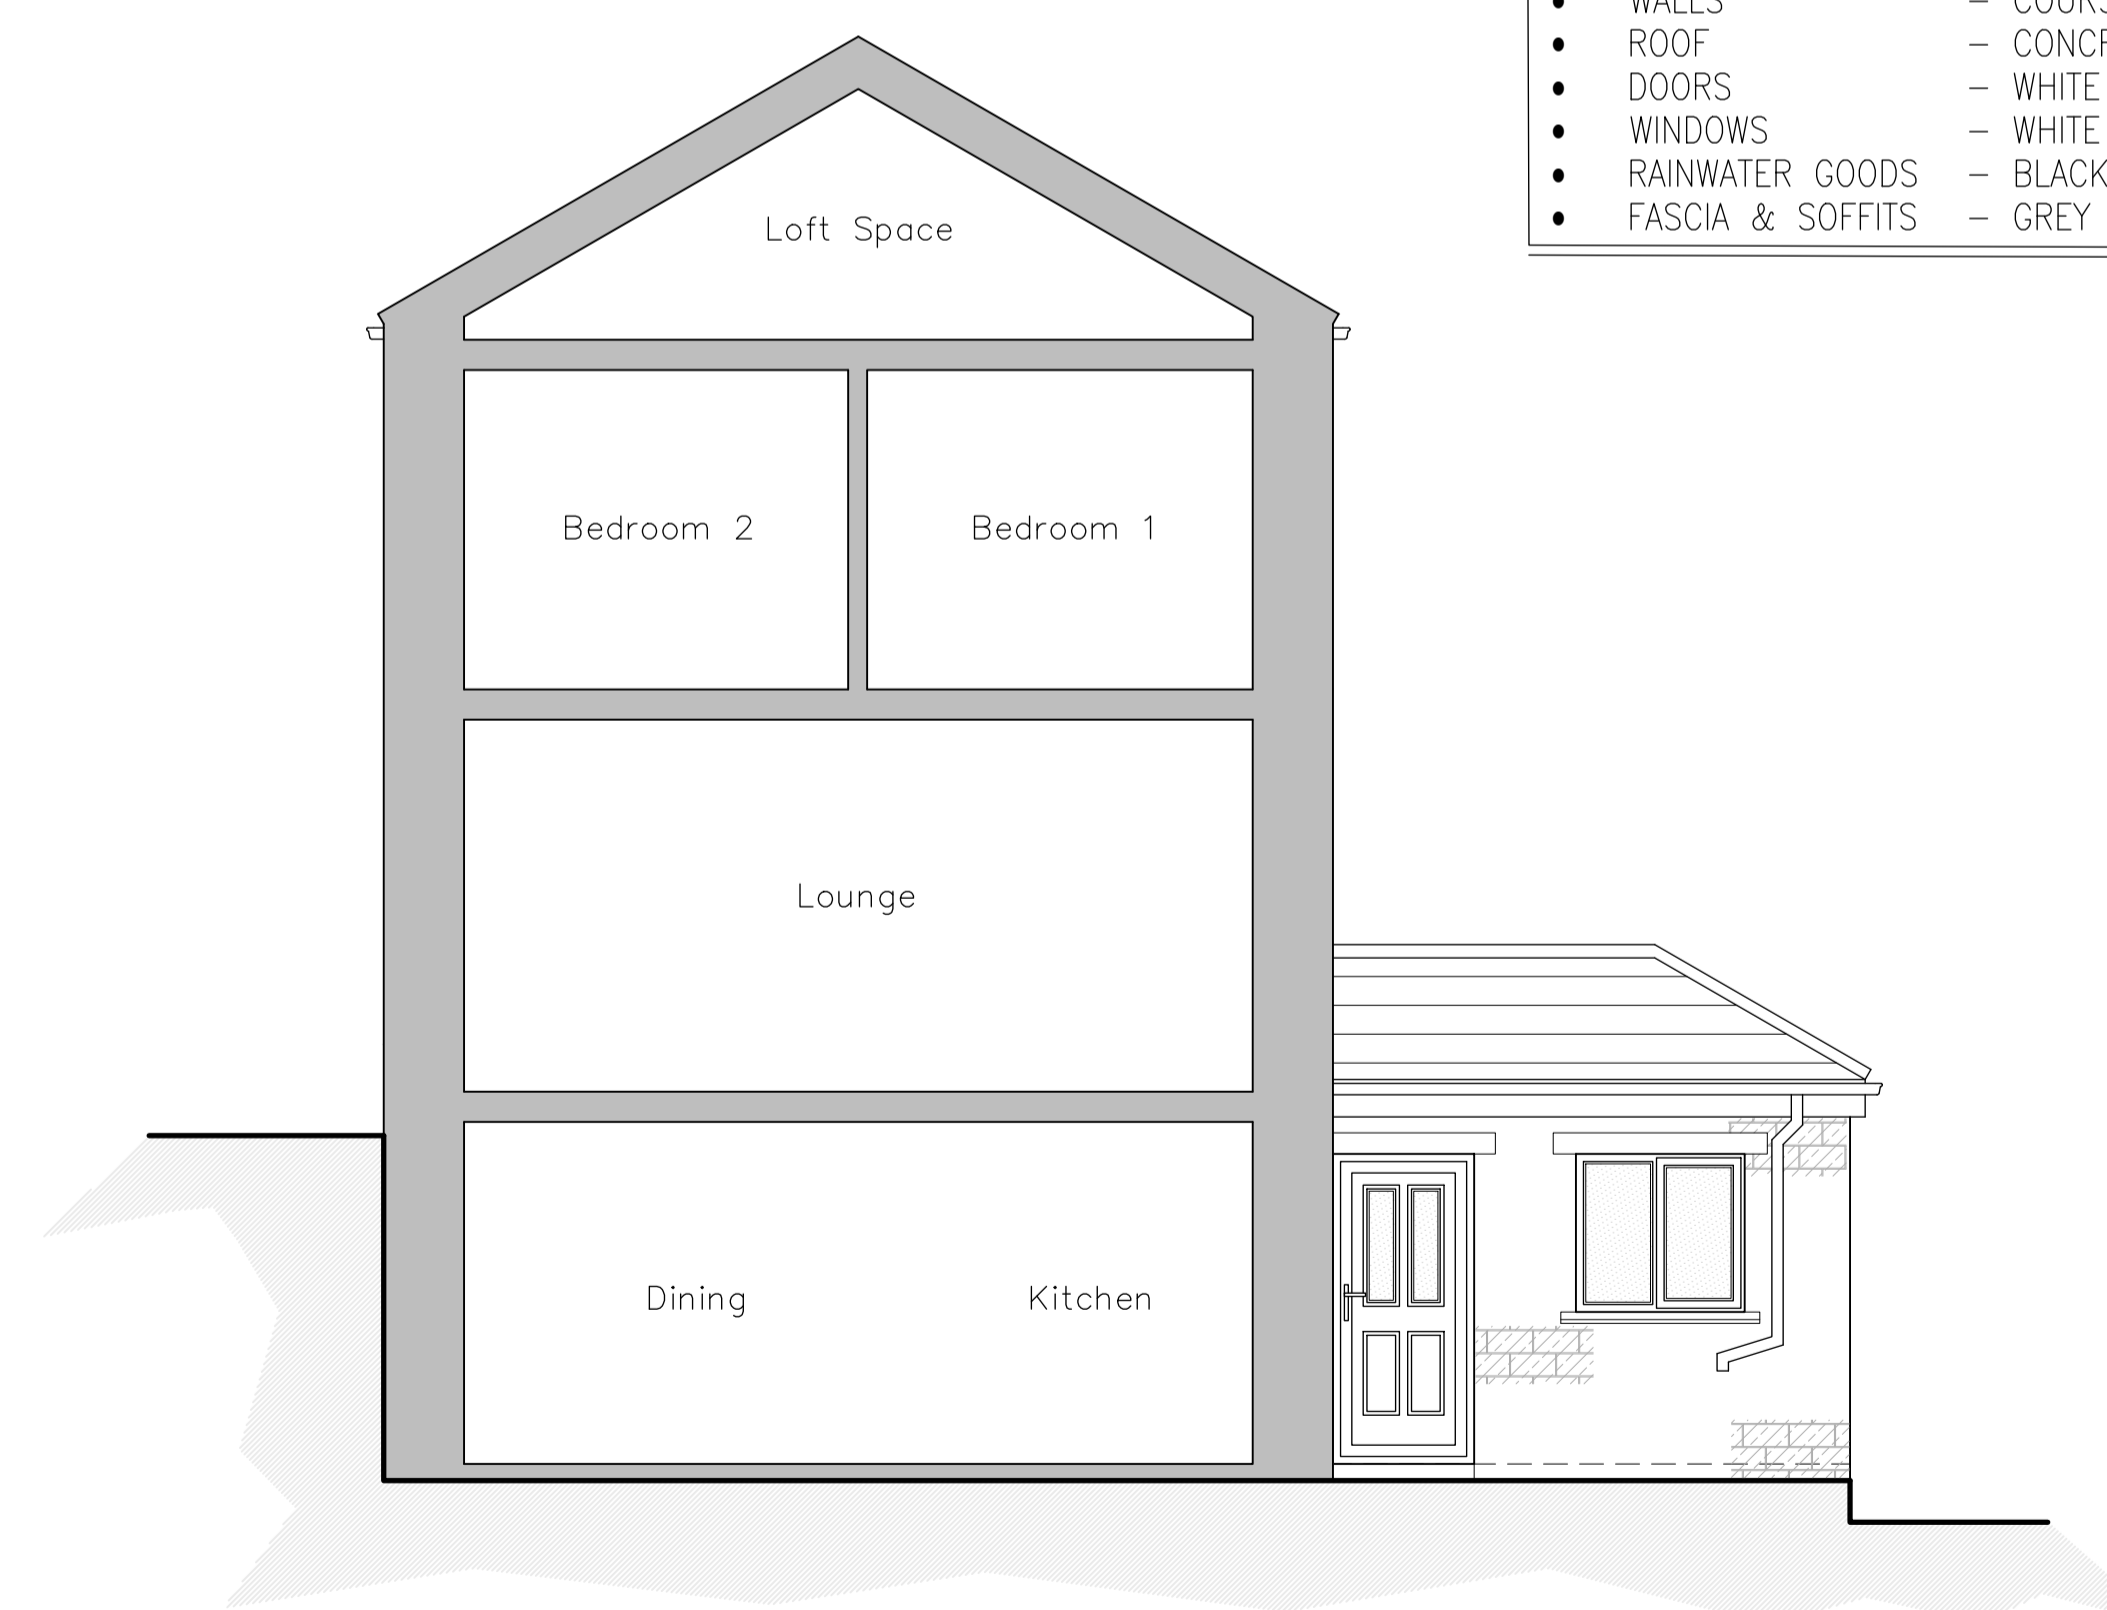 WALLS –
ROOF –
DOORS – WHITE
WINDOWS – WHITE
RAINWATER GOODS – BLACK
FASCIA & SOFFITS – GREY
Loft Space
Bedroom 2 Bedroom 1
Lounge
Dining Kitchen